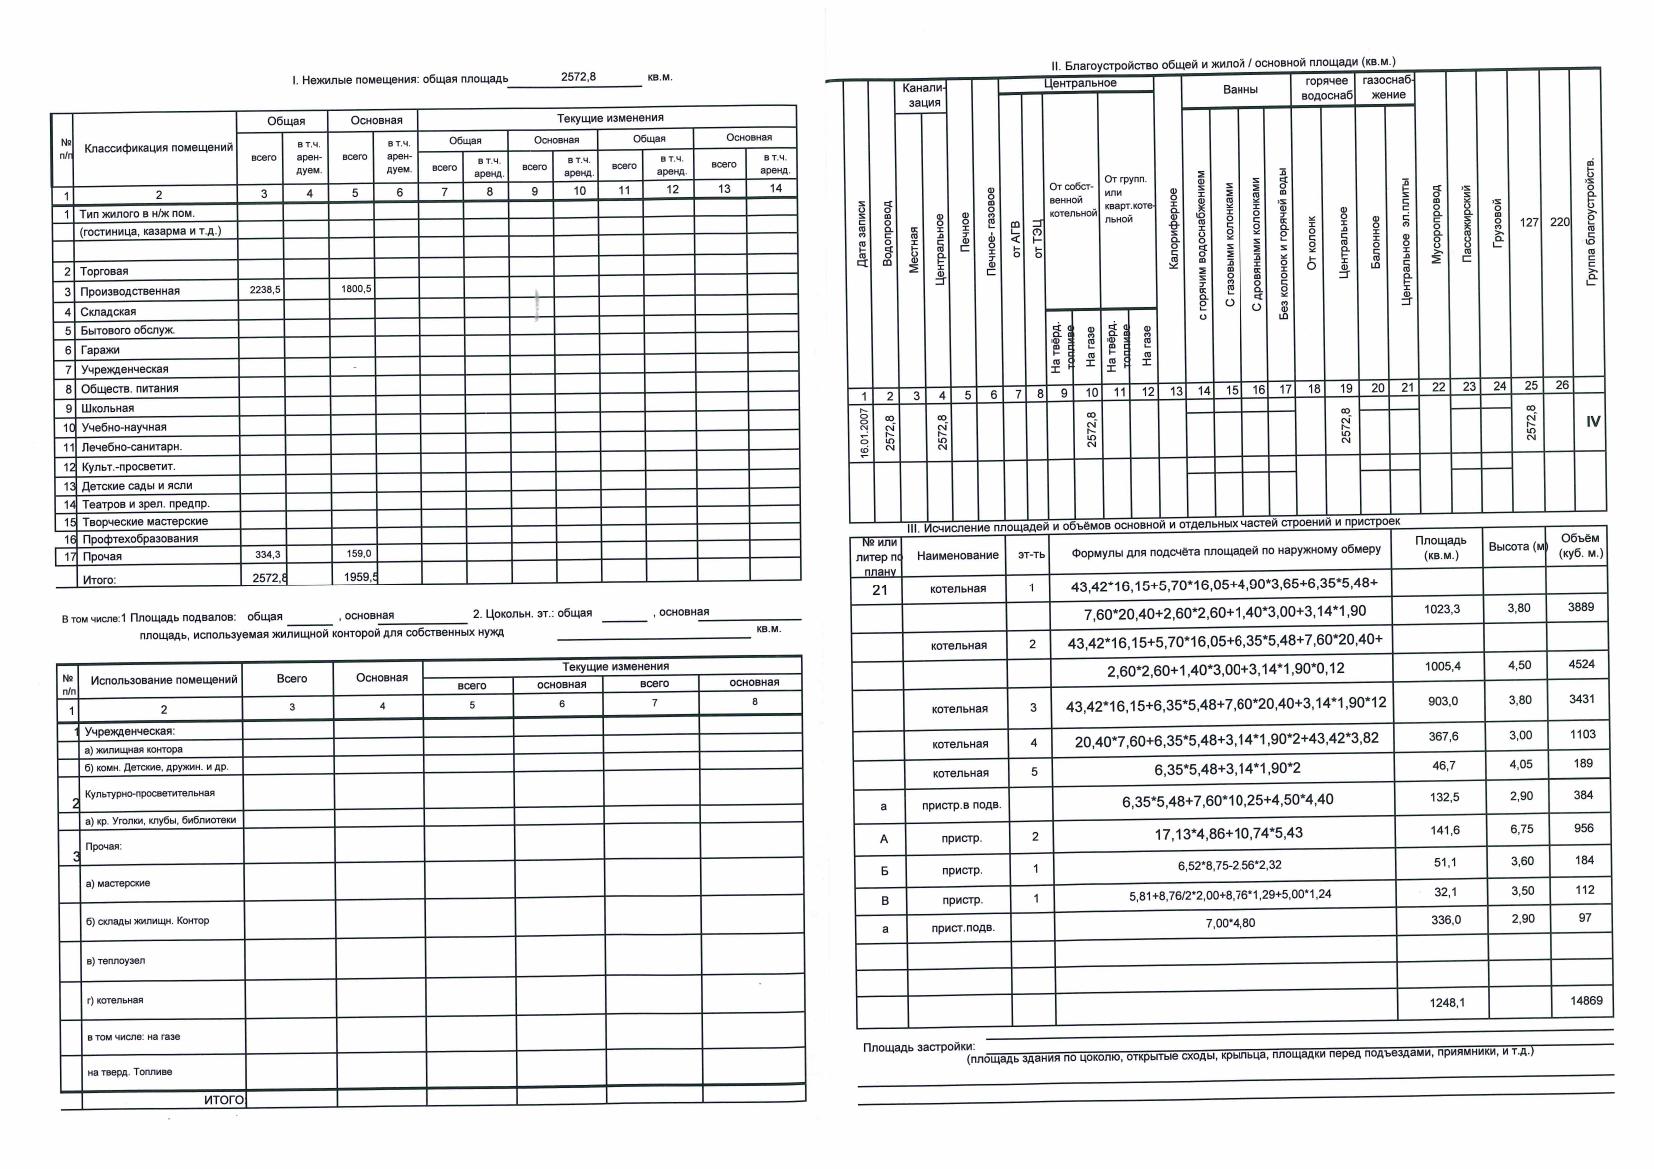 I. Нежилые помещения: общая площадь 2572,8 кв.м.
№ п/п Классификация помещений Общая Основная Текущие изменения
Общая Основная Общая Основная
всего в т.ч. арен-дуем. всего в т.ч. арен-дуем. всего в т.ч. аренд. всего в т.ч. аренд. всего в т.ч. аренд. всего в т.ч. аренд.
1 2 3 4 5 6 7 8 9 10 11 12 13 14
1 Тип жилого в н/ж пом.
(гостиница, казарма и т.д.)
2 Торговая
3 Производственная 2238,5 1800,5
4 Складская
5 Бытового обслуж.
6 Гаражи
7 Учрежденческая -
8 Обществ. питания
9 Школьная
10 Учебно-научная
11 Лечебно-санитарн.
12 Культ.-просветит.
13 Детские сады и ясли
14 Театров и зрел. предпр.
15 Творческие мастерские
16 Профтехобразования
17 Прочая 334,3 159,0
Итого: 2572,8 1959,5
В том числе:1 Площадь подвалов: общая , основная 2. Цокольн. эт.: общая , основная
площадь, используемая жилищной конторой для собственных нужд кв.м.
№ п/п Использование помещений Всего Основная Текущие изменения
всего основная всего основная
1 2 3 4 5 6 7 8
1 Учрежденческая:
а) жилищная контора
б) комн. Детские, дружин. и др.
2 Культурно-просветительная
а) кр. Уголки, клубы, библиотеки
3 Прочая:
а) мастерские
б) склады жилищн. Контор
в) теплоузел
г) котельная
в том числе: на газе
на тверд. Топливе
ИТОГО
II. Благоустройство общей и жилой / основной площади (кв.м.)
Канали-зация Центральное Ванны горячее водоснаб газоснаб-жение
Дата записи Водопровод Местная Центральное Печное Печное- газовое от АГВ от ТЭЦ От собст-венной котельной От групп. или кварт.коте-льной Калориферное с горячим водоснабжением С газовыми колонками С дровяными колонками Без колонок и горячей воды От колонк Центральное Балонное Центральное эл.плиты Мусоропровод Пассажирский Грузовой 127 220 Группа благоустройств.
На твёрд. топливе На газе На твёрд. топливе На газе
1 2 3 4 5 6 7 8 9 10 11 12 13 14 15 16 17 18 19 20 21 22 23 24 25 26
16.01.2007 2572,8 2572,8 2572,8 2572,8 2572,8 IV
III. Исчисление площадей и объёмов основной и отдельных частей строений и пристроек
№ или литер по плану Наименование эт-ть Формулы для подсчёта площадей по наружному обмеру Площадь (кв.м.) Высота (м) Объём (куб. м.)
21 котельная 1 43,42*16,15+5,70*16,05+4,90*3,65+6,35*5,48+
7,60*20,40+2,60*2,60+1,40*3,00+3,14*1,90 1023,3 3,80 3889
котельная 2 43,42*16,15+5,70*16,05+6,35*5,48+7,60*20,40+
2,60*2,60+1,40*3,00+3,14*1,90*0,12 1005,4 4,50 4524
котельная 3 43,42*16,15+6,35*5,48+7,60*20,40+3,14*1,90*12 903,0 3,80 3431
котельная 4 20,40*7,60+6,35*5,48+3,14*1,90*2+43,42*3,82 367,6 3,00 1103
котельная 5 6,35*5,48+3,14*1,90*2 46,7 4,05 189
а пристр.в подв. 6,35*5,48+7,60*10,25+4,50*4,40 132,5 2,90 384
А пристр. 2 17,13*4,86+10,74*5,43 141,6 6,75 956
Б пристр. 1 6,52*8,75-2.56*2,32 51,1 3,60 184
В пристр. 1 5,81+8,76/2*2,00+8,76*1,29+5,00*1,24 32,1 3,50 112
а прист.подв. 7,00*4,80 336,0 2,90 97
1248,1 14869
Площадь застройки:
(площадь здания по цоколю, открытые сходы, крыльца, площадки перед подъездами, приямники, и т.д.)